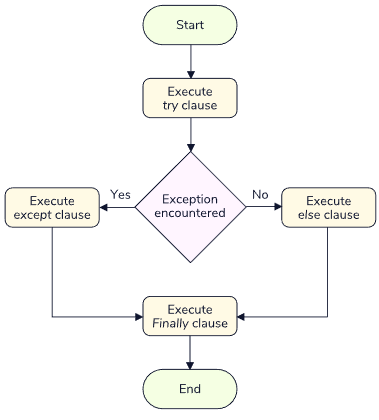 Start
Execute
try clause
Exception
encountered
Yes
No
Execute
except clause
Execute
else clause
Execute
Finally clause
End